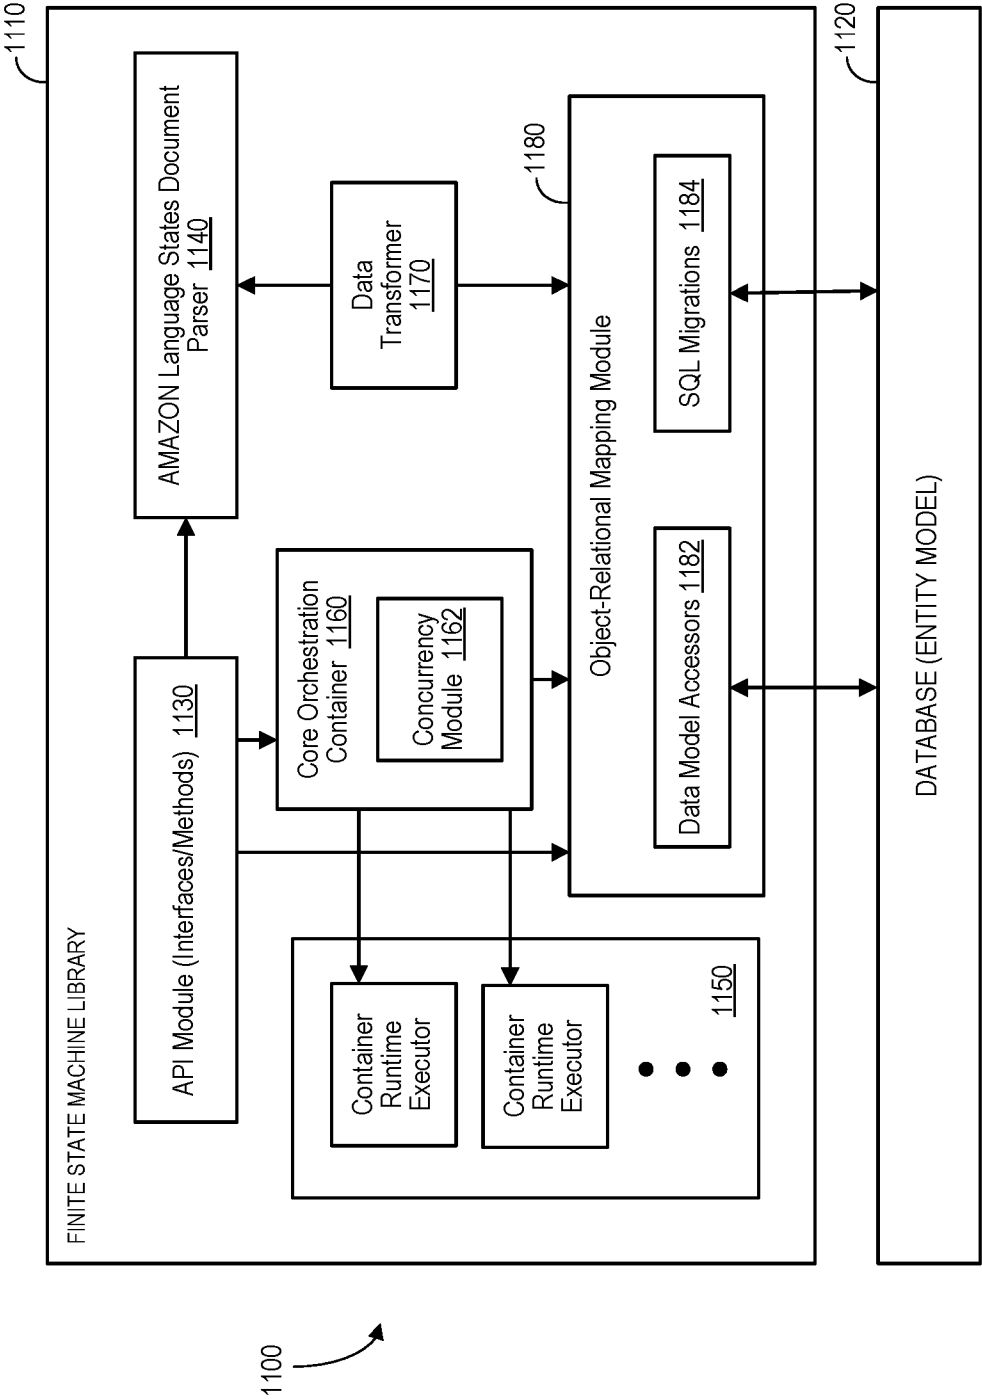 1110
1120
FINITE STATE MACHINE LIBRARY
API Module (Interfaces/Methods) 1130
AMAZON Language States Document
Parser 1140
Core Orchestration
Container 1160
Concurrency
Module 1162
Data
Transformer
1170
1180
Container
Runtime
Executor
Container
Runtime
Executor
1150
Object-Relational Mapping Module
Data Model Accessors 1182
SQL Migrations 1184
DATABASE (ENTITY MODEL)
1100